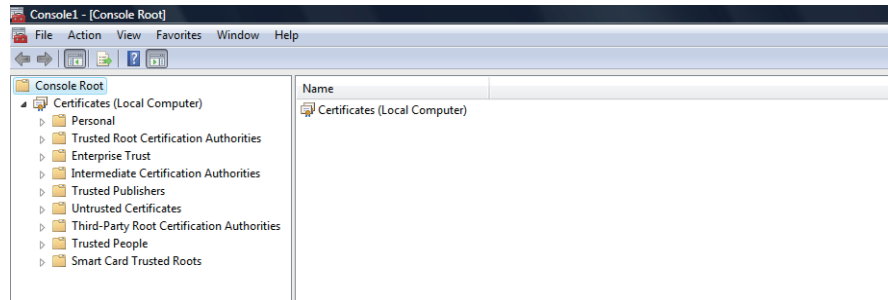 Console1 - [Console Root]
File Action View Favorites Window Help
Console Root
Certificates (Local Computer)
Personal
Trusted Root Certification Authorities
Enterprise Trust
Intermediate Certification Authorities
Trusted Publishers
Untrusted Certificates
Third-Party Root Certification Authorities
Trusted People
Smart Card Trusted Roots
Name
Certificates (Local Computer)